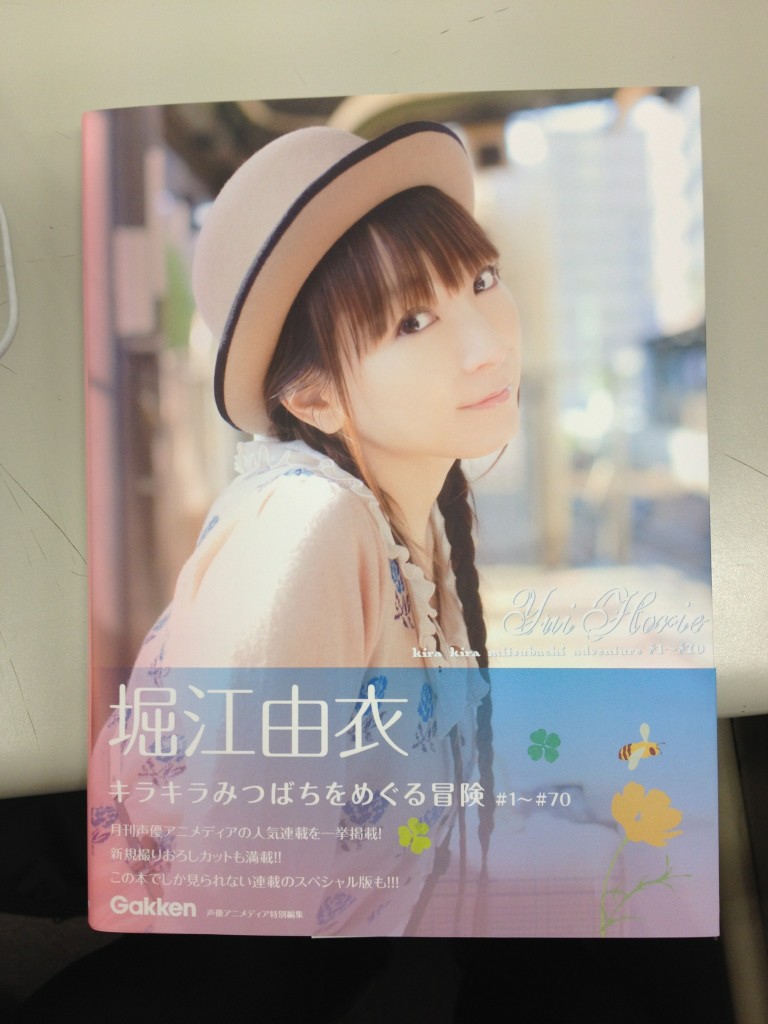 Yui Horie
kira kira mitsubachi adventure #1～#70
堀江由衣
キラキラみつばちをめぐる冒険 #1～#70
月刊声優アニメディアの人気連載を一挙掲載!
新規撮りおろしカットも満載!!
この本でしか見られない連載のスペシャル版も!!!
Gakken 声優アニメディア特別編集